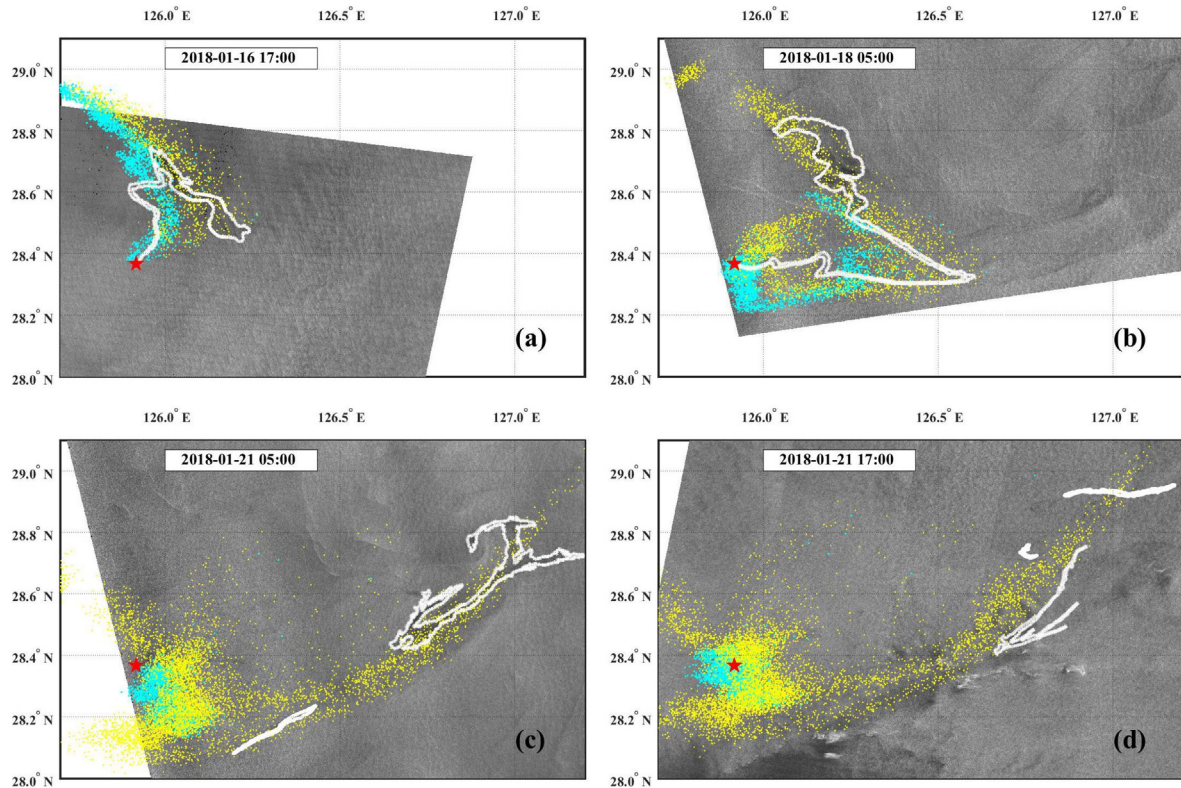 126.0° E 126.5° E 127.0° E
126.0° E 126.5° E 127.0° E
2018-01-16 17:00
29.0° N
28.8° N
28.6° N
28.4° N
28.2° N
28.0° N
(a)
2018-01-18 05:00
29.0° N
28.8° N
28.6° N
28.4° N
28.2° N
28.0° N
(b)
126.0° E 126.5° E 127.0° E
126.0° E 126.5° E 127.0° E
2018-01-21 05:00
29.0° N
28.8° N
28.6° N
28.4° N
28.2° N
28.0° N
(c)
2018-01-21 17:00
29.0° N
28.8° N
28.6° N
28.4° N
28.2° N
28.0° N
(d)